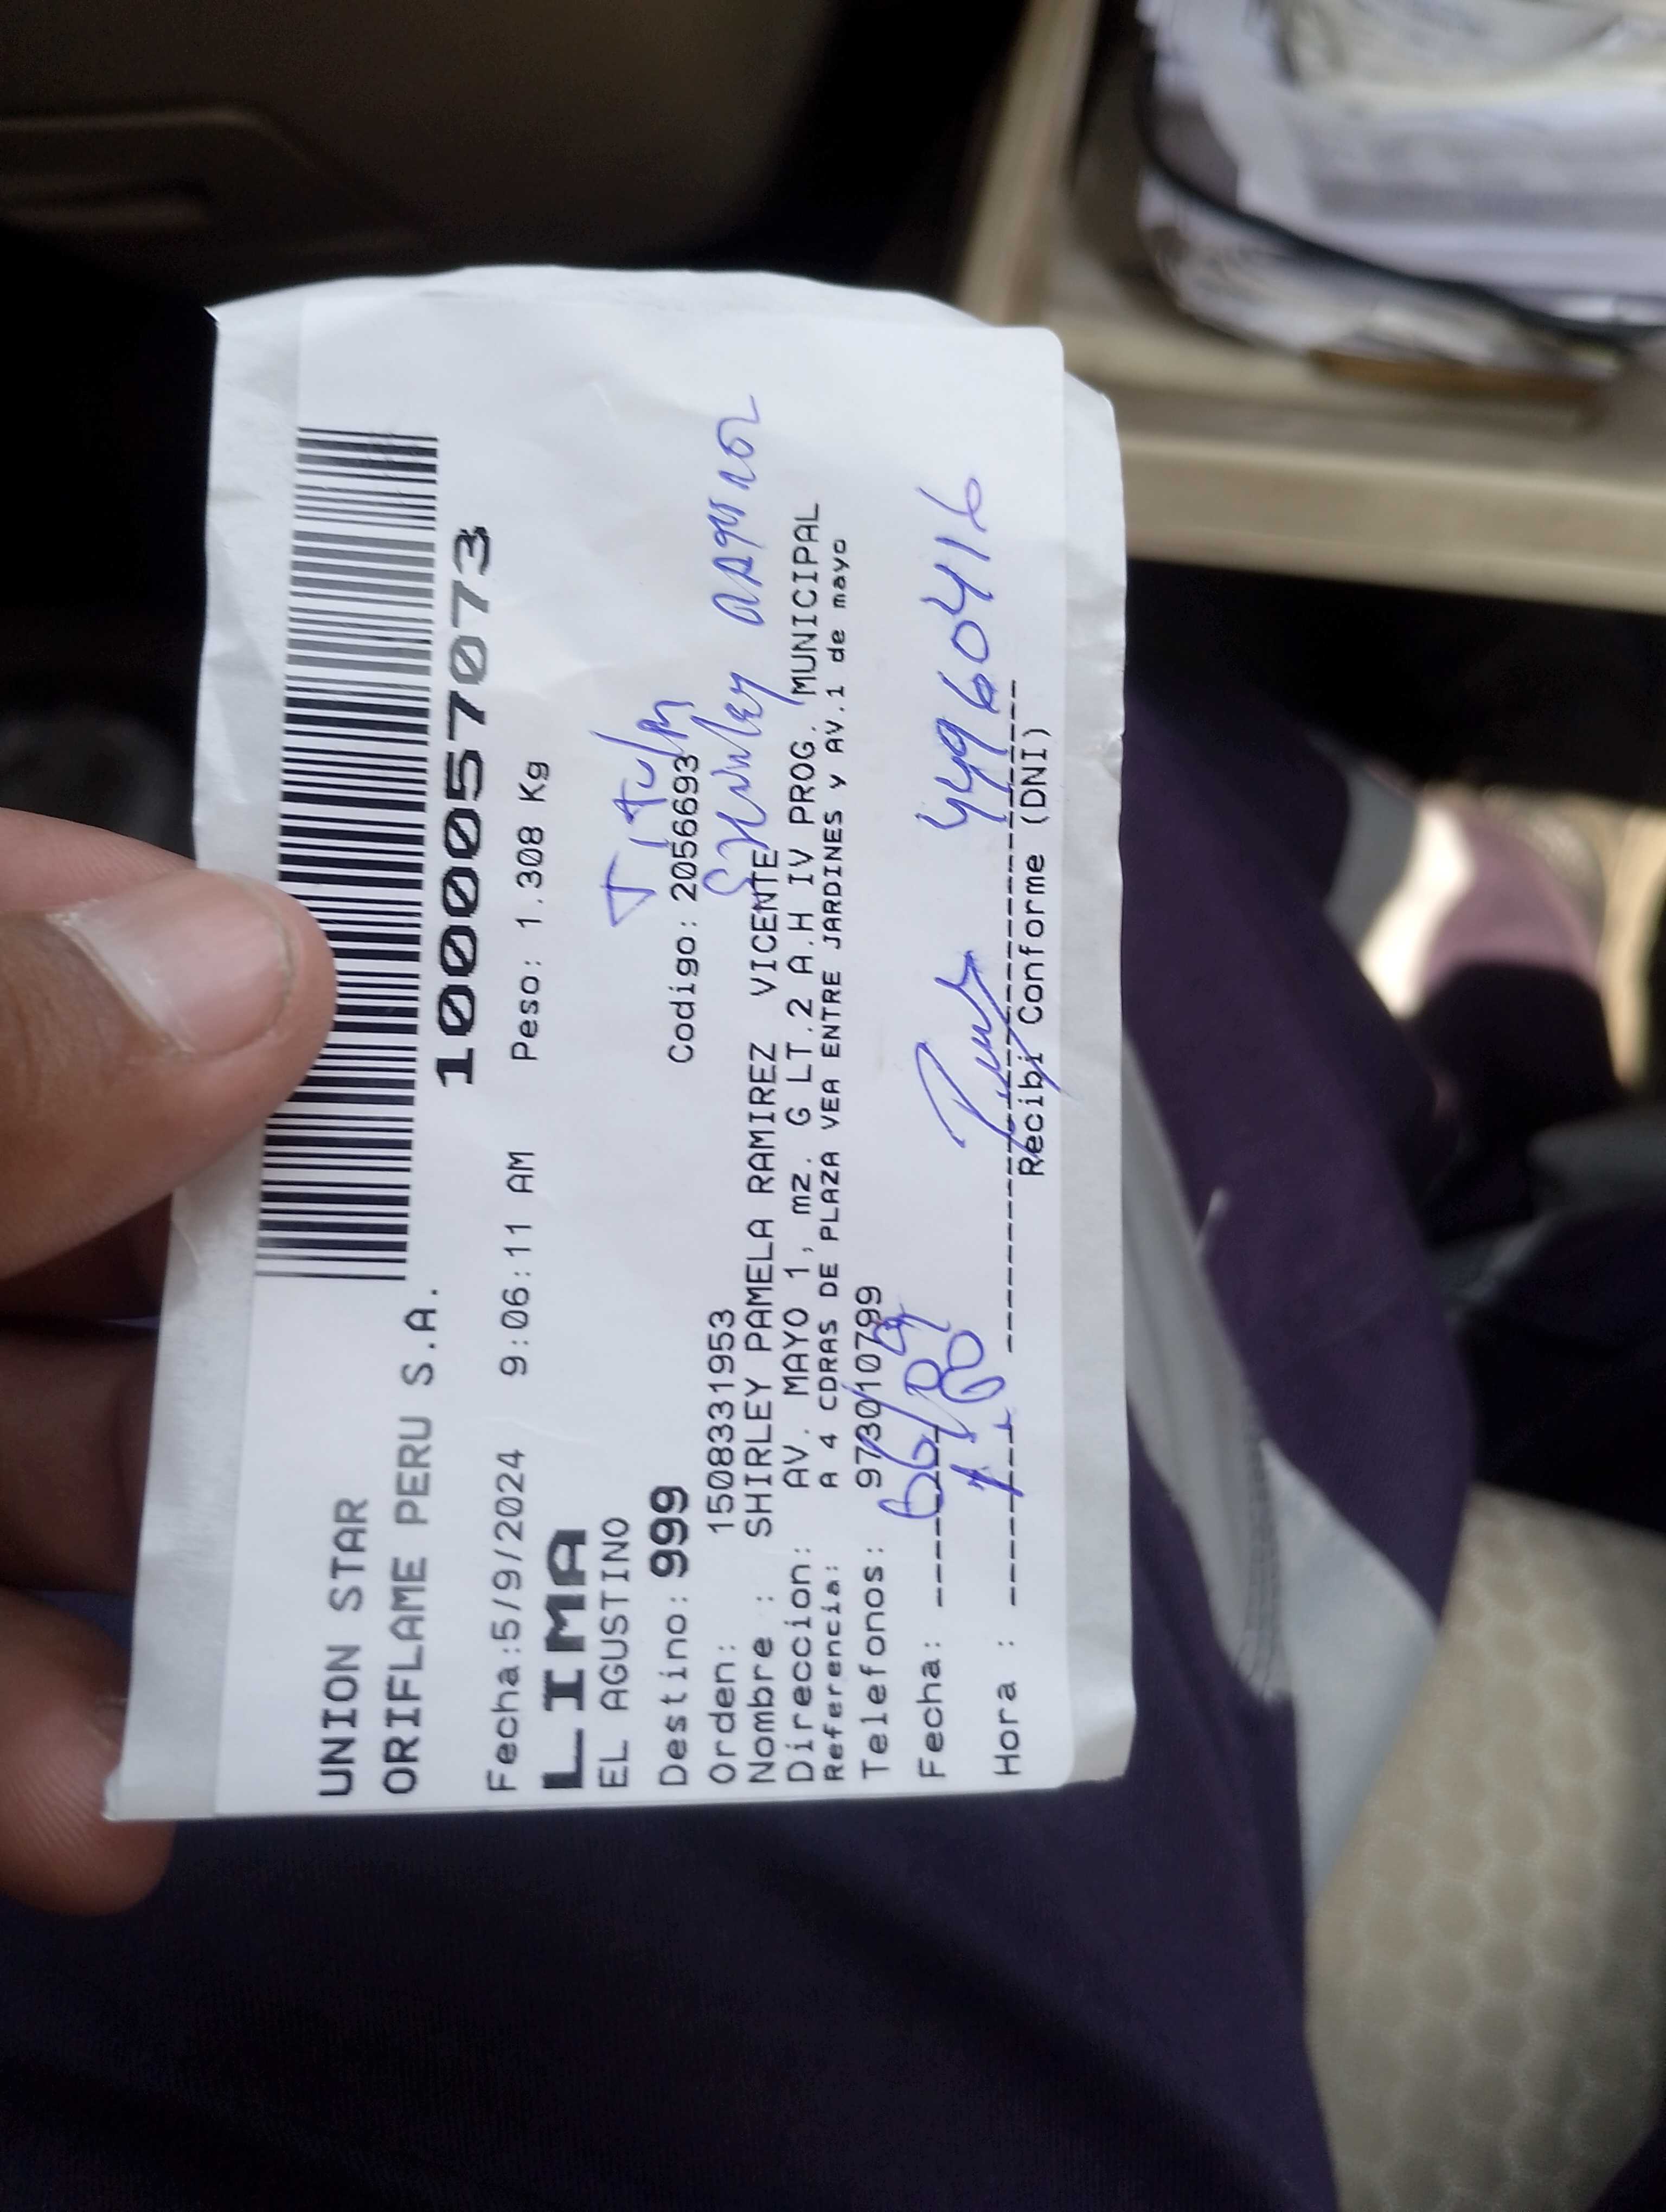 UNION STAR
ORIFLAME PERU S.A.
1000057073
Fecha:5/9/2024 9:06:11 AM Peso: 1.308 Kg
LIMA
EL AGUSTINO
Titular
Destino: 999 Codigo: 2056693
Shirley
Orden: 15083331953
Nombre : SHIRLEY PAMELA RAMIREZ VICENTE
Direccion: AV. MAYO 1, mz. G LT.2 A.H IV PROG. MUNICIPAL
Referencia: A 4 CDRAS DE PLAZA VEA ENTRE JARDINES y AV.1 de mayo
Telefonos: 973010799
Fecha: 06/09
44960416
Hora :
Recibi Conforme (DNI)